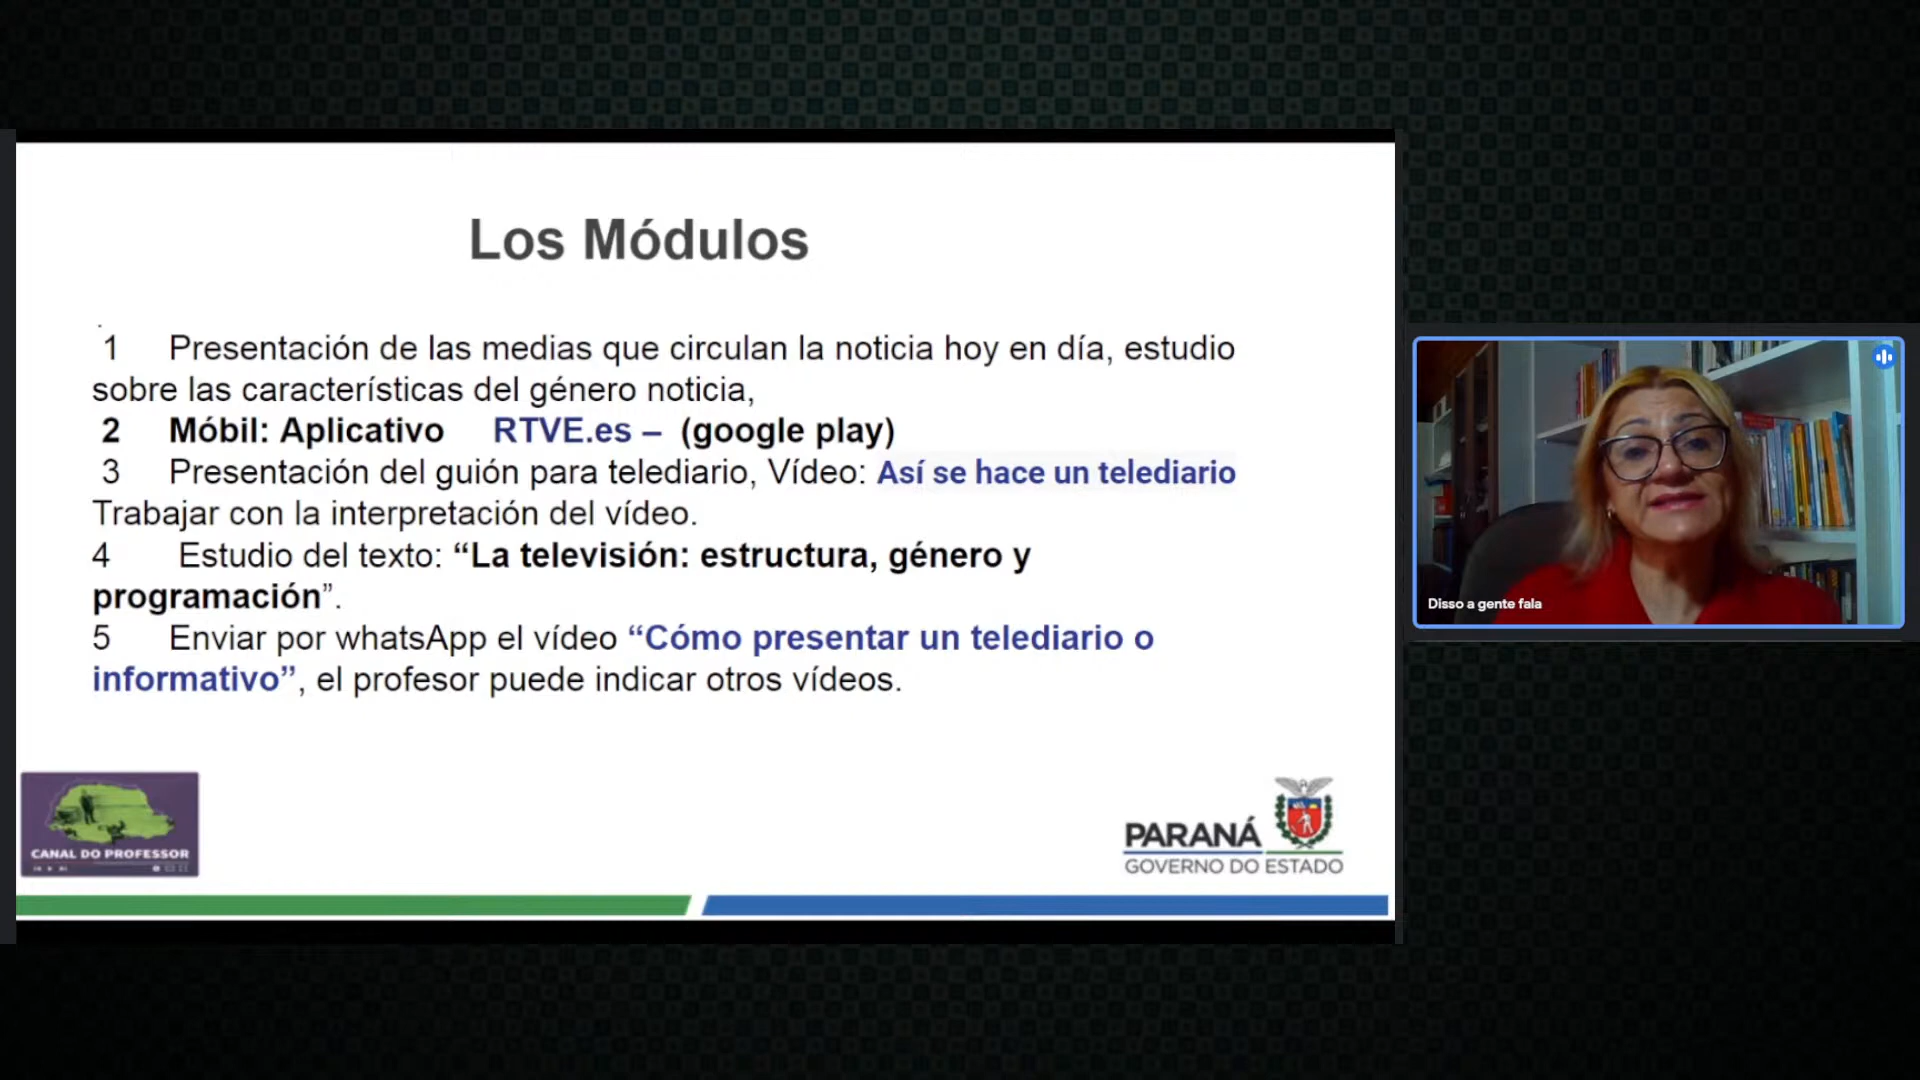 Los Módulos
1 Presentación de las medias que circulan la noticia hoy en día, estudio
sobre las características del género noticia,
2 Móbil: Aplicativo RTVE.es – (google play)
3 Presentación del guión para telediario, Vídeo: Así se hace un telediario
Trabajar con la interpretación del vídeo.
4 Estudio del texto: “La televisión: estructura, género y
programación”.
5 Enviar por whatsApp el vídeo “Cómo presentar un telediario o
informativo”, el profesor puede indicar otros vídeos.
CANAL DO PROFESSOR
PARANÁ
GOVERNO DO ESTADO
Disso a gente fala